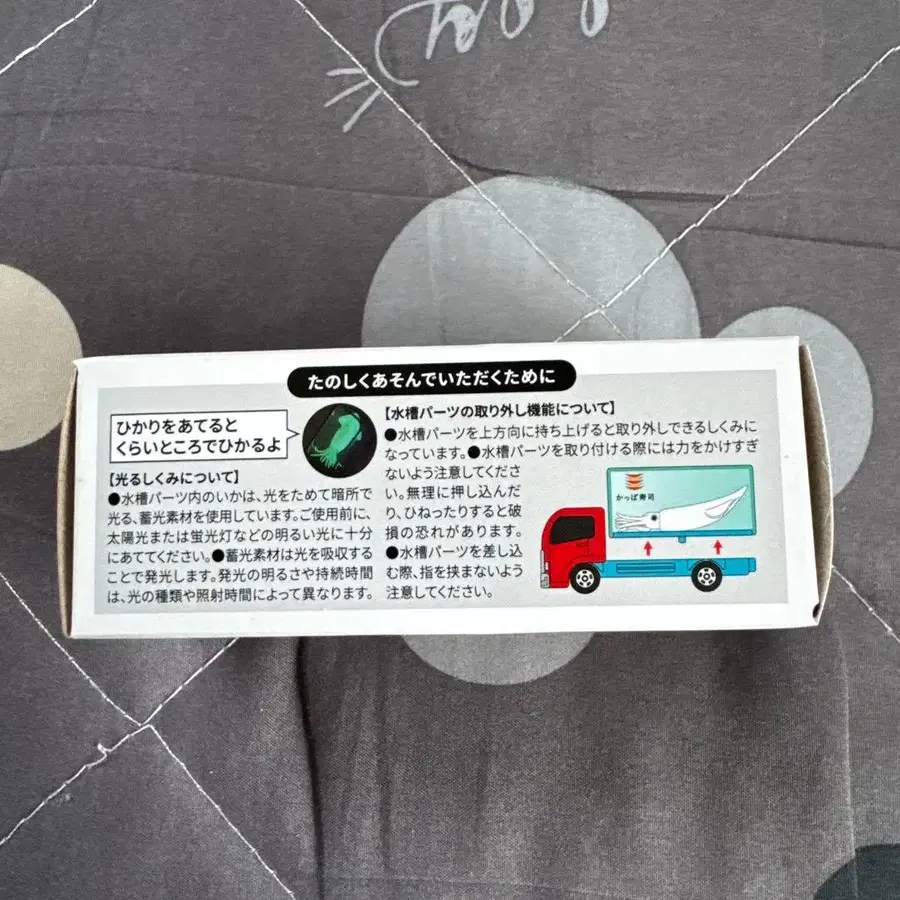 たのしくあそんでいただくために
ひかりをあてると
くらいところでひかるよ
【光るしくみについて】
●水槽パーツ内のいかは、光をためて暗所で
光る、蓄光素材を使用しています。ご使用前に、
太陽光または蛍光灯などの明るい光に十分
にあててください。●蓄光素材は光を吸収する
ことで発光します。発光の明るさや持続時間
は、光の種類や照射時間によって異なります。
【水槽パーツの取り外し機能について】
●水槽パーツを上方向に持ち上げると取り外しできるしくみに
なっています。●水槽パーツを取り付ける際には力をかけすぎ
ないよう注意してくださ
い。無理に押し込んだ
り、ひねったりすると破
損の恐れがあります。
●水槽パーツを差し込
む際、指を挟まないよう
注意してください。
かっぱ寿司